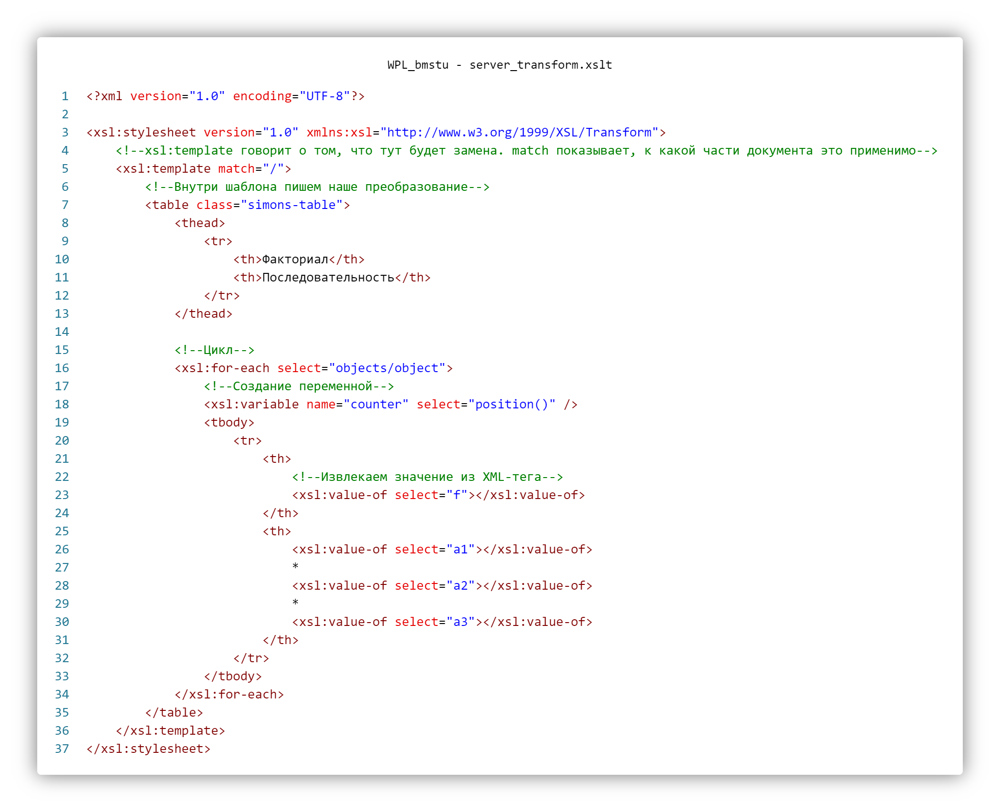 WPL_bmstu - server_transform.xslt
1 <?xml version="1.0" encoding="UTF-8"?>
2
3 <xsl:stylesheet version="1.0" xmlns:xsl="http://www.w3.org/1999/XSL/Transform">
4     <!--xsl:template говорит о том, что тут будет замена. match показывает, к какой части документа это применимо-->
5     <xsl:template match="/">
6         <!--Внутри шаблона пишем наше преобразование-->
7         <table class="simons-table">
8             <thead>
9                 <tr>
10                     <th>Факториал</th>
11                     <th>Последовательность</th>
12                 </tr>
13             </thead>
14
15             <!--Цикл-->
16             <xsl:for-each select="objects/object">
17                 <!--Создание переменной-->
18                 <xsl:variable name="counter" select="position()" />
19                 <tbody>
20                     <tr>
21                         <th>
22                             <!--Извлекаем значение из XML-тега-->
23                             <xsl:value-of select="f"></xsl:value-of>
24                         </th>
25                         <th>
26                             <xsl:value-of select="a1"></xsl:value-of>
27                             *
28                             <xsl:value-of select="a2"></xsl:value-of>
29                             *
30                             <xsl:value-of select="a3"></xsl:value-of>
31                         </th>
32                     </tr>
33                 </tbody>
34             </xsl:for-each>
35         </table>
36     </xsl:template>
37 </xsl:stylesheet>